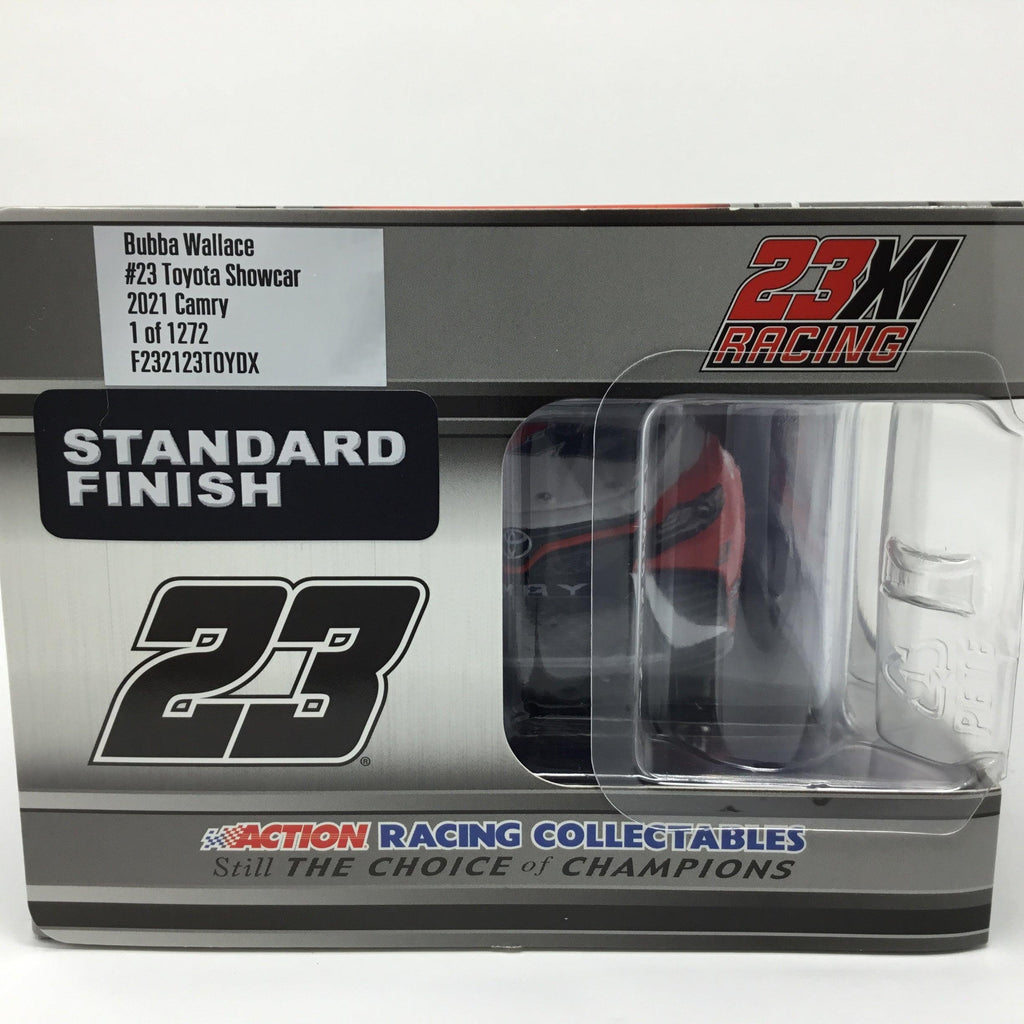 Bubba Wallace
#23 Toyota Showcar
2021 Camry
1 of 1272
F232123TOYDX
23XI
RACING
STANDARD
FINISH
23®
PETE
ACTION RACING COLLECTABLES
Still THE CHOICE of CHAMPIONS